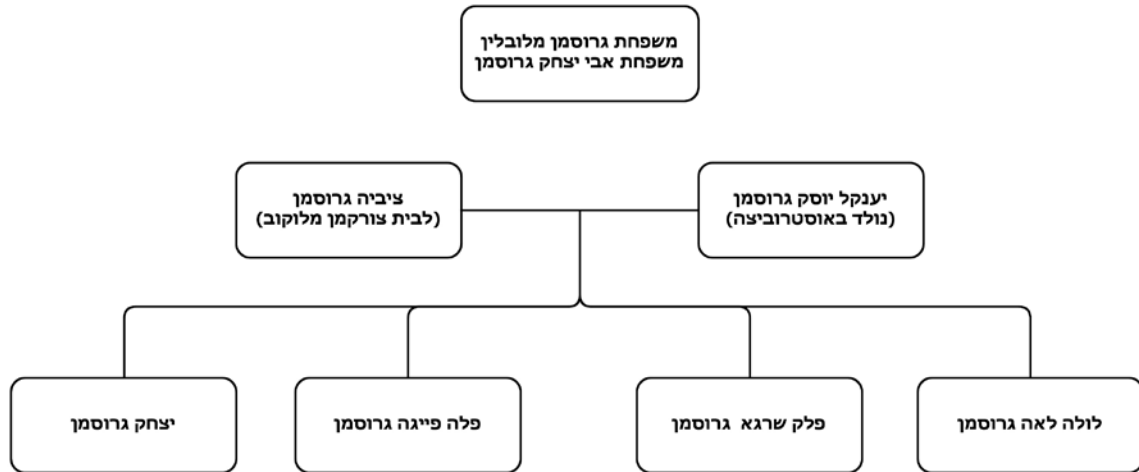 משפחת גרוסמן מלובלין
משפחת אבי יצחק גרוסמן
יענקל יוסק גרוסמן
(נולד באוסטרוביצה)
ציביה גרוסמן
(לבית צורקמן מלוקוב)
לולה לאה גרוסמן
פלק שרגא גרוסמן
פלה פייגה גרוסמן
יצחק גרוסמן